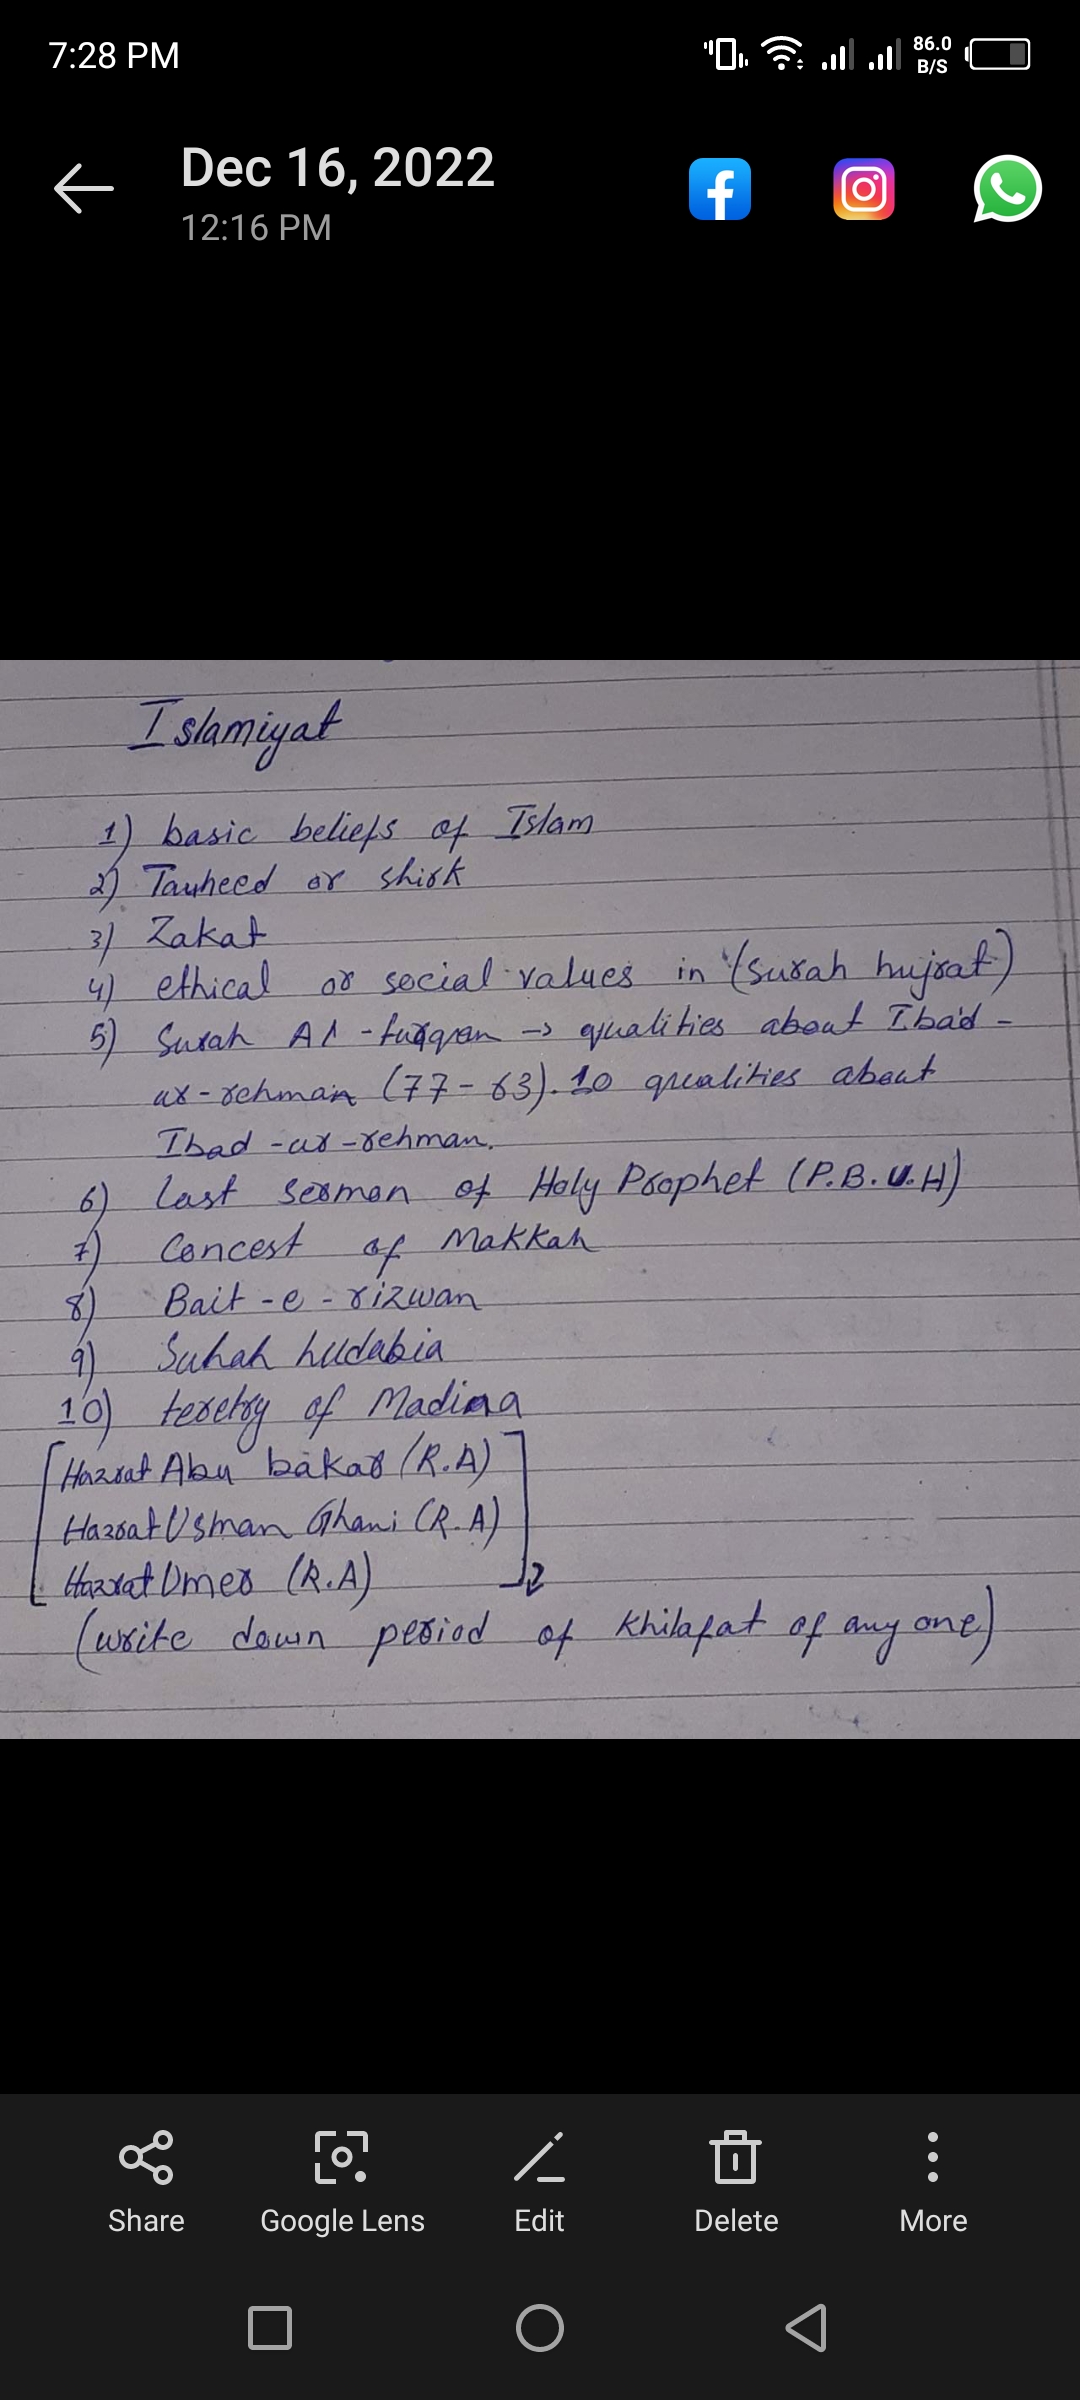 7:28 PM
86.0
B/S
Dec 16, 2022
12:16 PM
Islamiyat
1) basic beliefs of Islam
2) Tauheed or shirk
3) Zakat
4) ethical or social values in (surah hujrat)
5) Surah Al-furqan → qualities about Ibad-
ur-rehman (77-63). 10 qualities about
Ibad-ur-rehman.
6) last sermon of Holy Prophet (P.B.U.H)
7) Concest of Makkah
8) Bait-e-rizwan
9) Suhah hudabia
10) teretry of Madina
[Hazrat Abu bakar (R.A)]
Hazrat Usman Ghani (R.A)
Hazrat Umer (R.A)
(write down period of Khilafat of any one)
Share
Google Lens
Edit
Delete
More